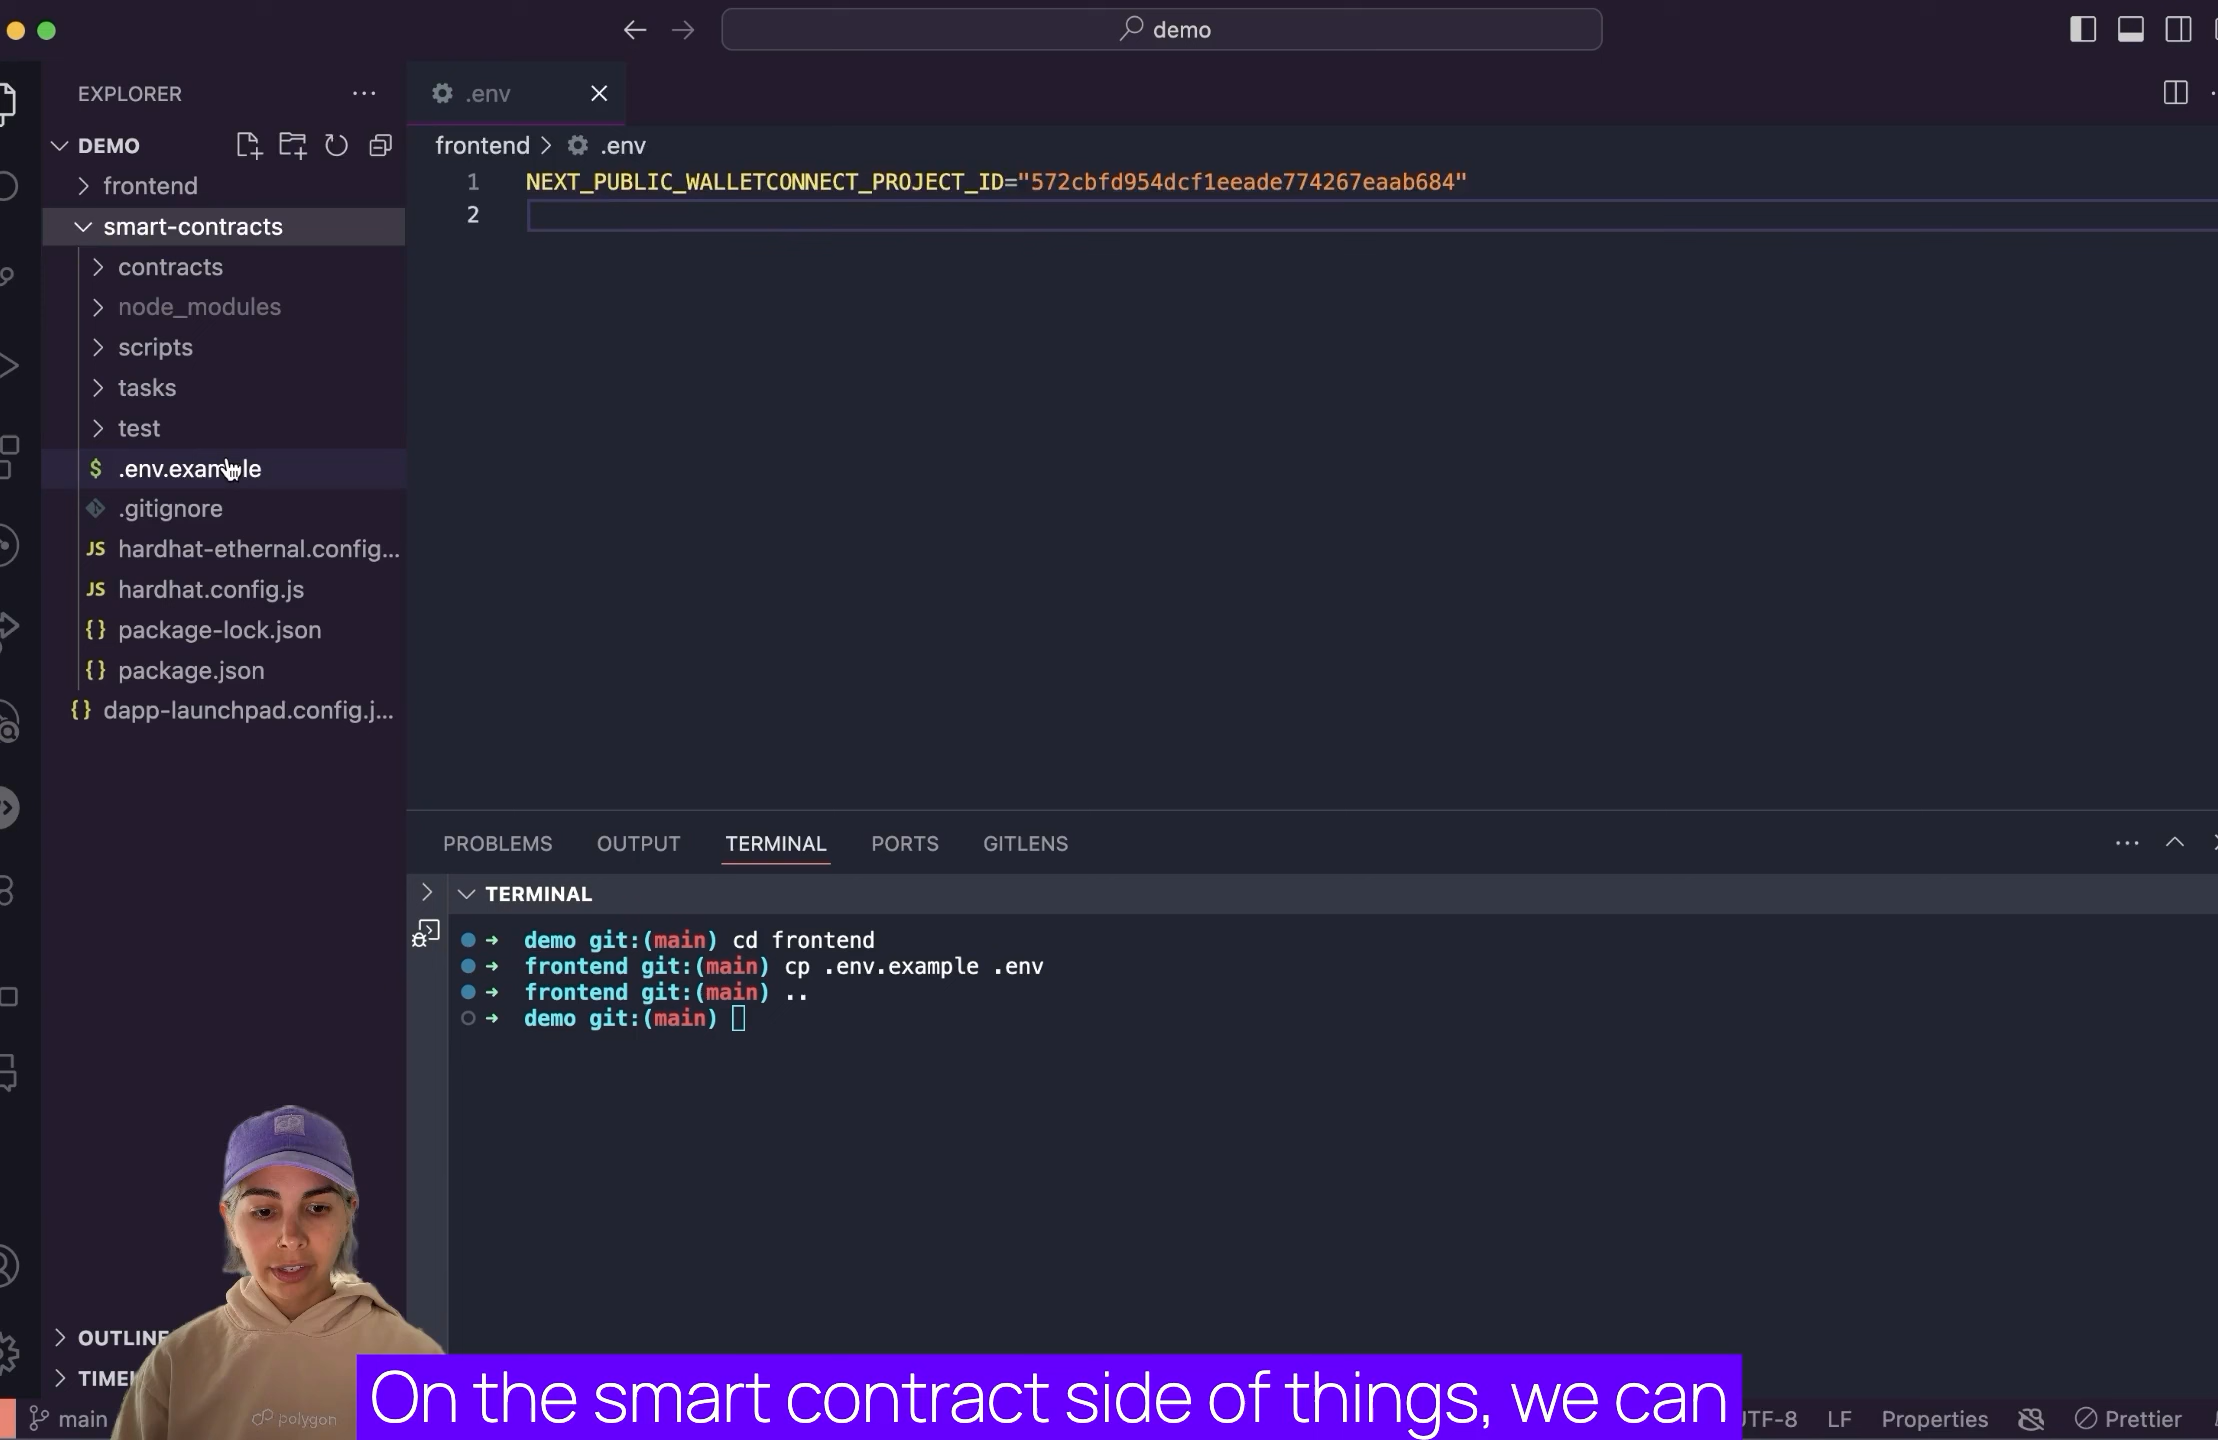 demo
EXPLORER
.env
DEMO
frontend > .env
frontend
smart-contracts
contracts
node_modules
scripts
tasks
test
$ .env.example
.gitignore
JS hardhat-ethernal.config...
JS hardhat.config.js
{} package-lock.json
{} package.json
{} dapp-launchpad.config.j...
1 NEXT_PUBLIC_WALLETCONNECT_PROJECT_ID="572cbfd954dcf1eeade774267eaab684"
2
PROBLEMS OUTPUT TERMINAL PORTS GITLENS
TERMINAL
➜ demo git:(main) cd frontend
➜ frontend git:(main) cp .env.example .env
➜ frontend git:(main) ..
➜ demo git:(main)
OUTLINE
polygon
On the smart contract side of things, we can
main
LF Properties Prettier